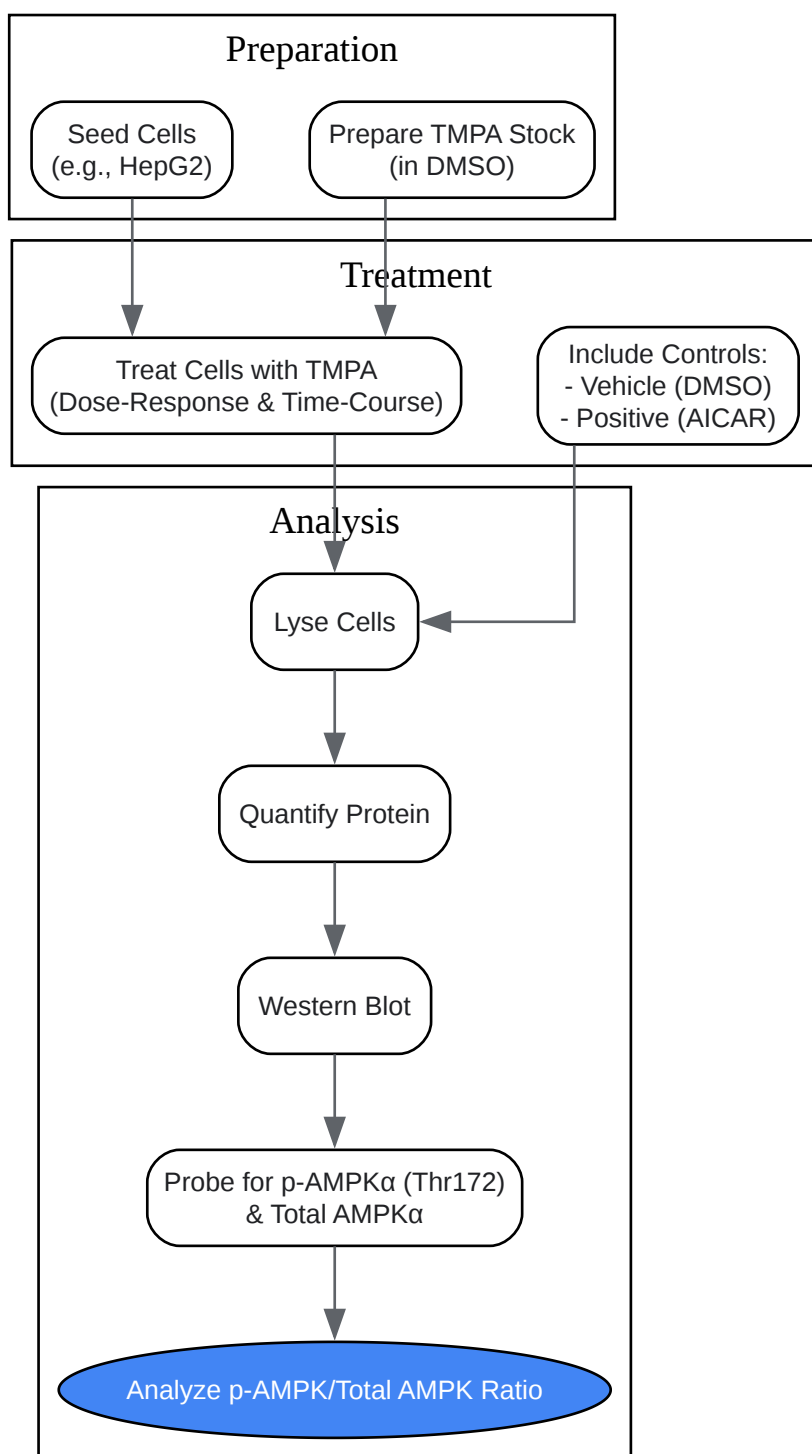 Preparation
Seed Cells
(e.g., HepG2)
Prepare TMPA Stock
(in DMSO)
Treatment
Treat Cells with TMPA
(Dose-Response & Time-Course)
Include Controls:
- Vehicle (DMSO)
- Positive (AICAR)
Analysis
Lyse Cells
Quantify Protein
Western Blot
Probe for p-AMPKα (Thr172)
& Total AMPKα
Analyze p-AMPK/Total AMPK Ratio